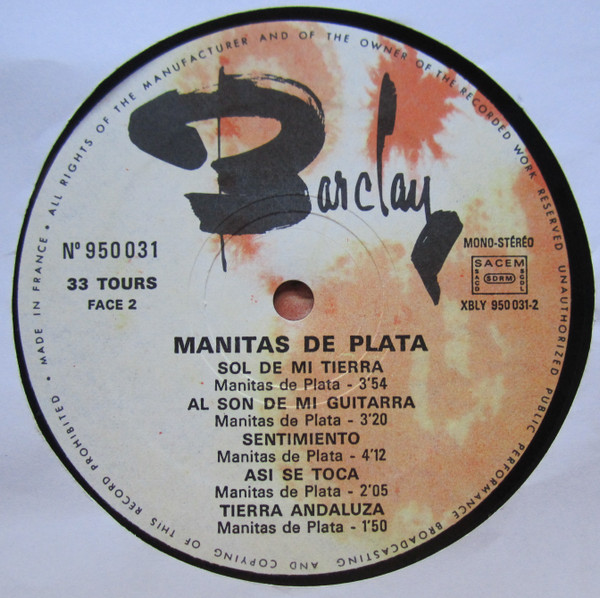 MADE IN FRANCE • ALL RIGHTS OF THE MANUFACTURER AND OF THE OWNER OF THE RECORDED WORK RESERVED UNAUTHORIZED PUBLIC PERFORMANCE BROADCASTING AND COPYING OF THIS RECORD PROHIBITED •
Barclay
N° 950031
33 TOURS
FACE 2
MONO-STÉRÉO
SACEM
SACD SDRM SCGL
XBLY 950 031-2
MANITAS DE PLATA
SOL DE MI TIERRA
Manitas de Plata - 3'54
AL SON DE MI GUITARRA
Manitas de Plata - 3'20
SENTIMIENTO
Manitas de Plata - 4'12
ASI SE TOCA
Manitas de Plata - 2'05
TIERRA ANDALUZA
Manitas de Plata - 1'50